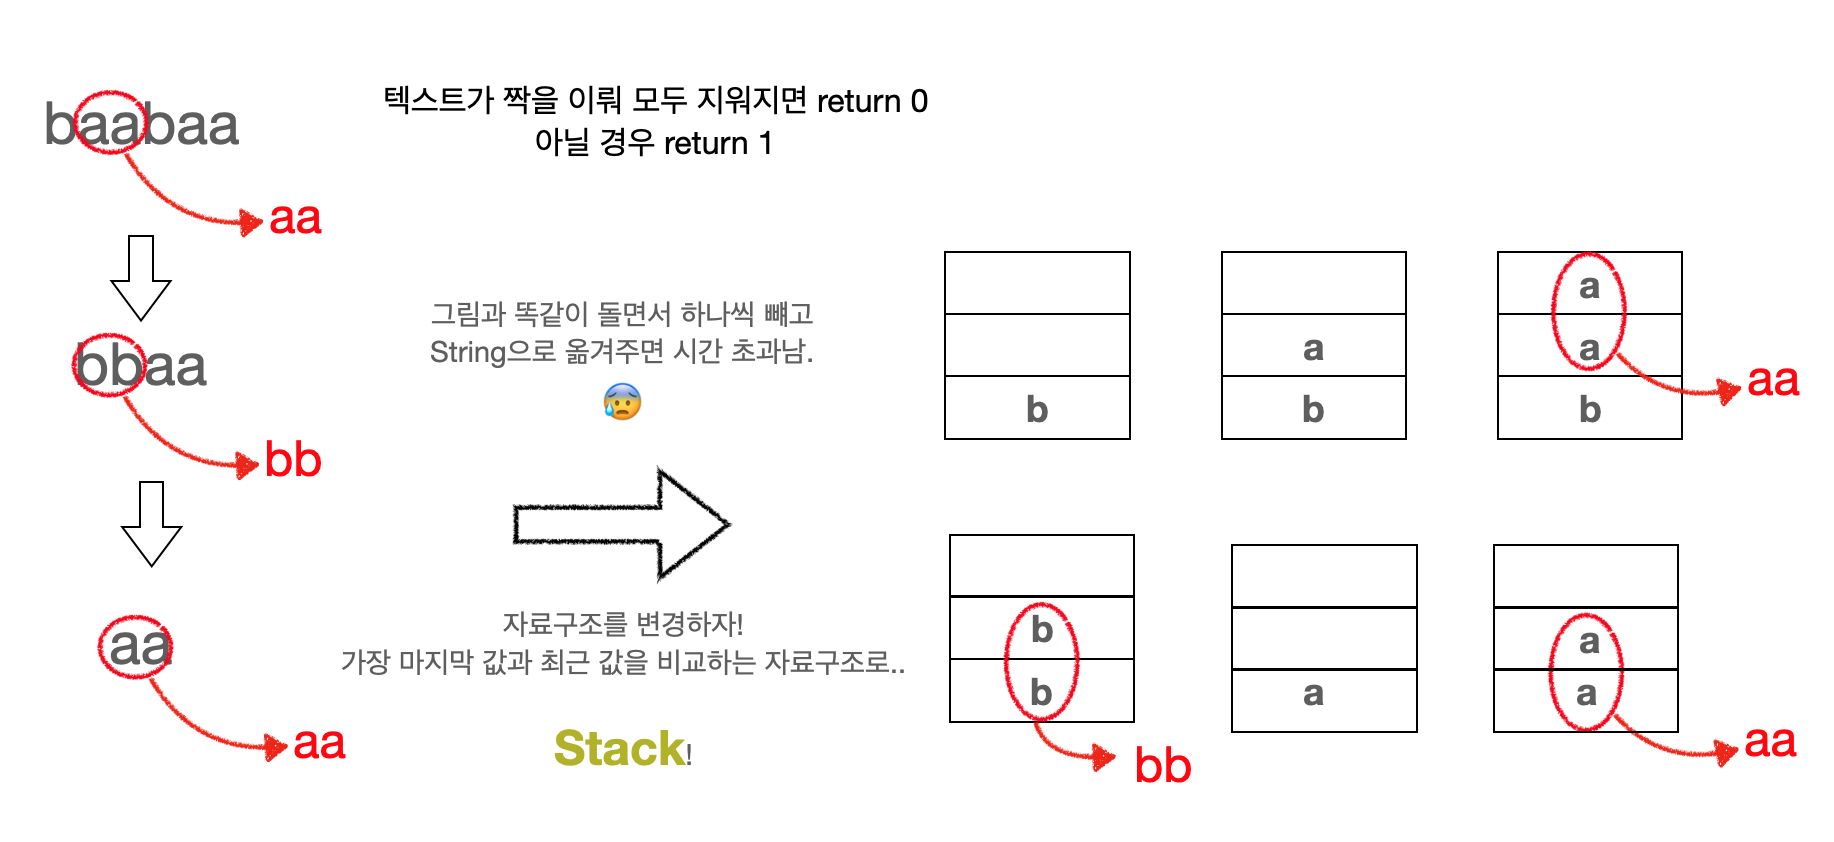 baabaa
aa
bbaa
bb
aa
aa
텍스트가 짝을 이뤄 모두 지워지면 return 0
아닐 경우 return 1
그림과 똑같이 돌면서 하나씩 빼고
String으로 옮겨주면 시간 초과남.
😰
자료구조를 변경하자!
가장 마지막 값과 최근 값을 비교하는 자료구조로..
Stack!
b
a
b
a
a
b
aa
b
b
bb
a
a
a
aa